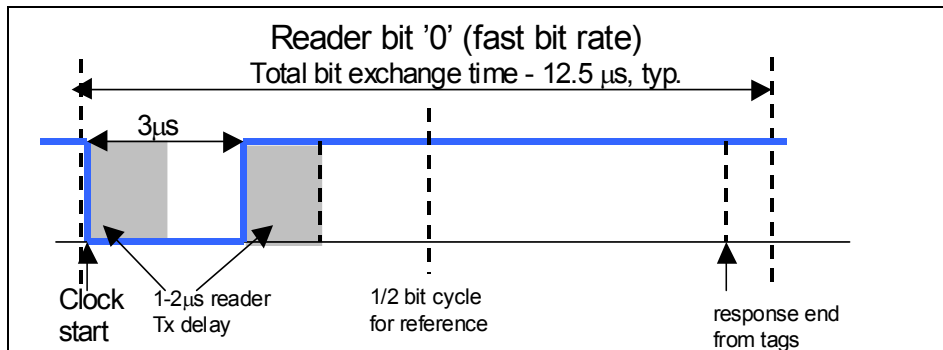 Reader bit '0' (fast bit rate)
Total bit exchange time - 12.5 μs, typ.
3μs
Clock
start
1-2μs reader
Tx delay
1/2 bit cycle
for reference
response end
from tags